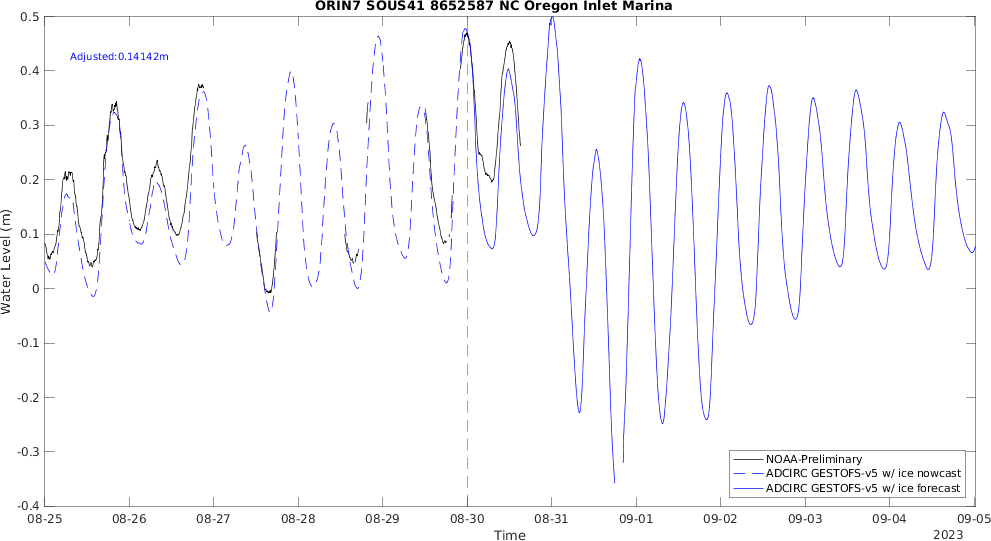 ORIN7 SOUS41 8652587 NC Oregon Inlet Marina
Adjusted:0.14142m
0.5
0.4
0.3
0.2
0.1
0
-0.1
-0.2
-0.3
-0.4
Water Level (m)
NOAA-Preliminary
ADCIRC GESTOFS-v5 w/ ice nowcast
ADCIRC GESTOFS-v5 w/ ice forecast
08-25 08-26 08-27 08-28 08-29 08-30 08-31 09-01 09-02 09-03 09-04 09-05
Time
2023